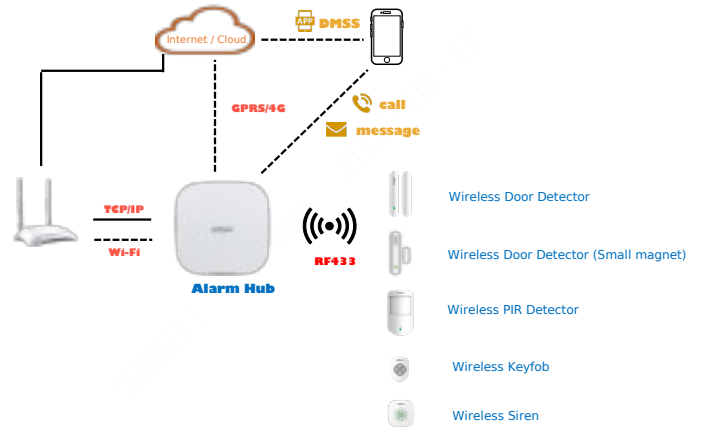 APP DMSS
Internet / Cloud
GPRS/4G
call
message
TCP/IP
Wi-Fi
RF433
Alarm Hub
Wireless Door Detector
Wireless Door Detector (Small magnet)
Wireless PIR Detector
Wireless Keyfob
Wireless Siren